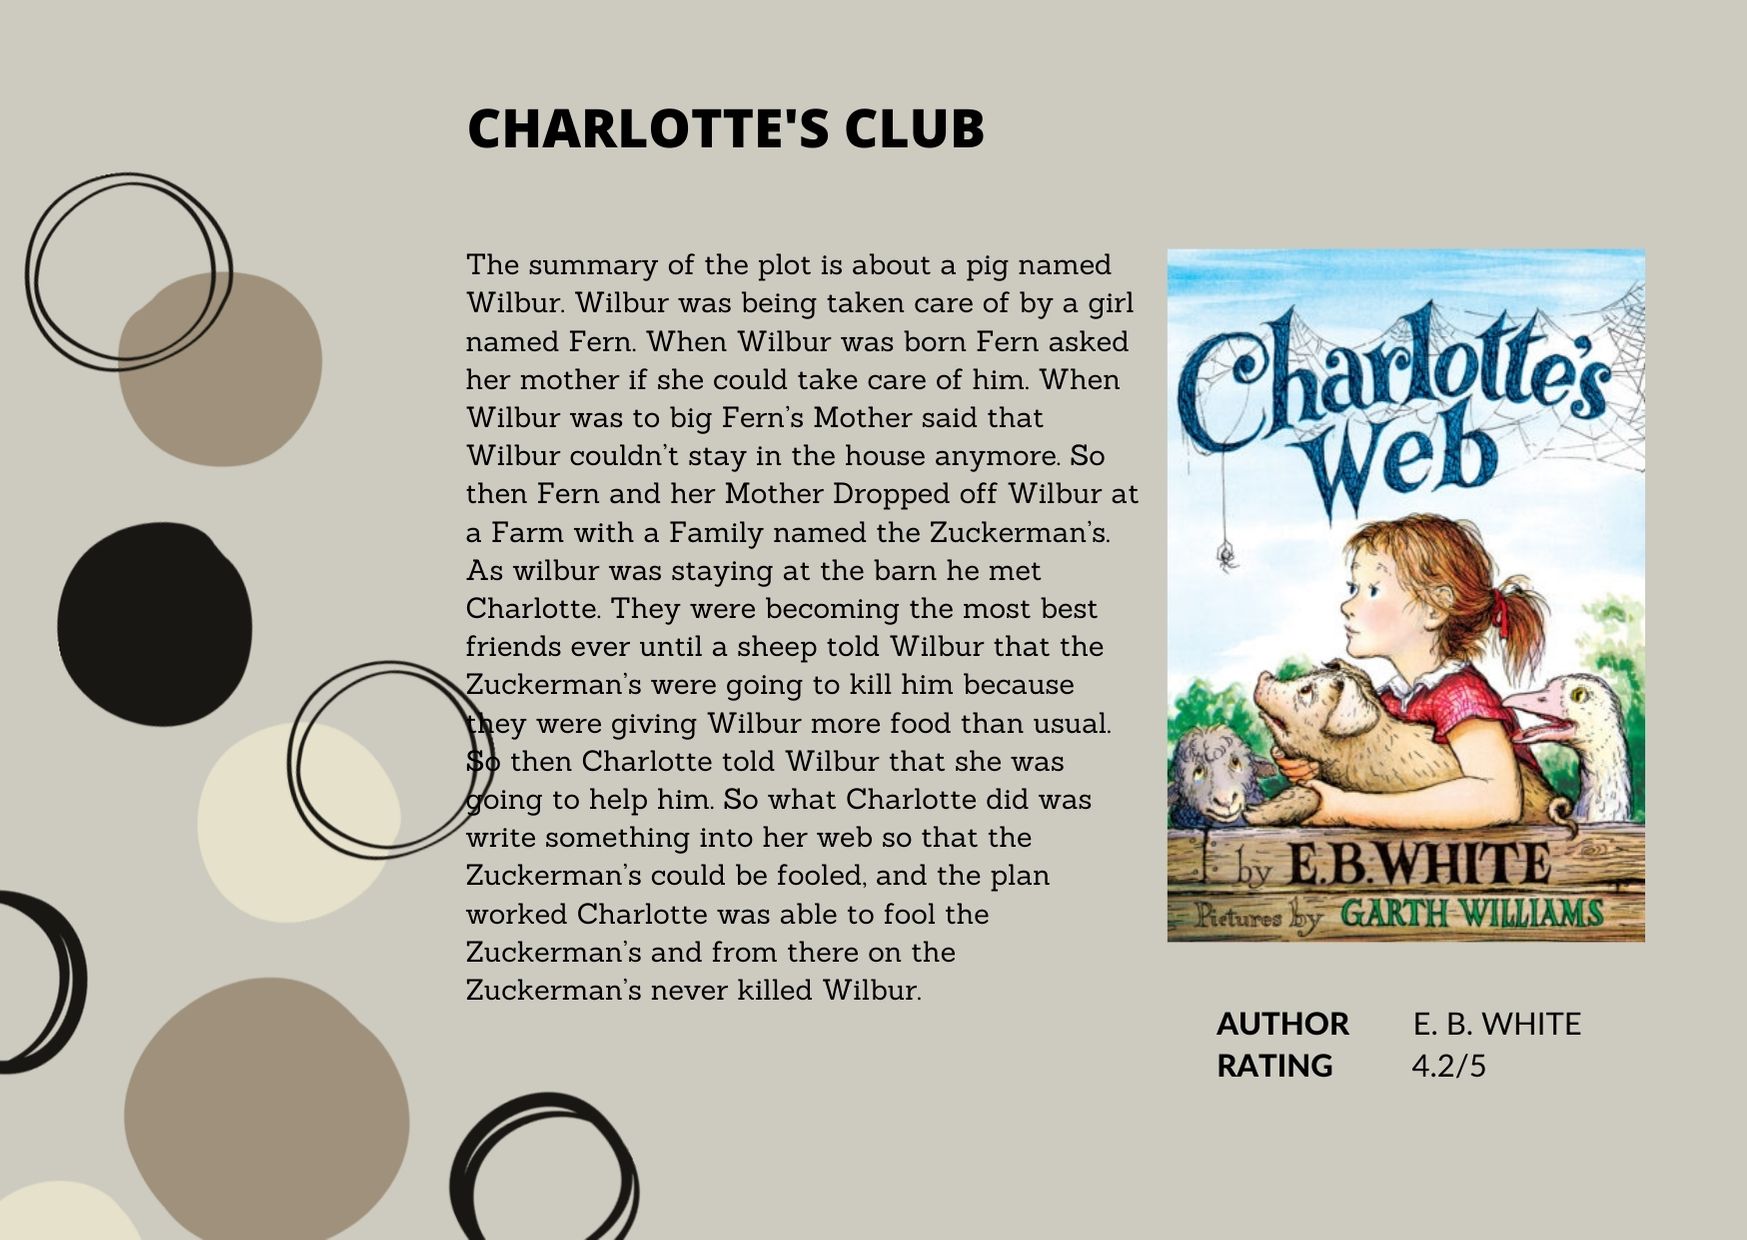 CHARLOTTE'S CLUB
The summary of the plot is about a pig named
Wilbur. Wilbur was being taken care of by a girl
named Fern. When Wilbur was born Fern asked
her mother if she could take care of him. When
Wilbur was to big Fern’s Mother said that
Wilbur couldn’t stay in the house anymore. So
then Fern and her Mother Dropped off Wilbur at
a Farm with a Family named the Zuckerman’s.
As wilbur was staying at the barn he met
Charlotte. They were becoming the most best
friends ever until a sheep told Wilbur that the
Zuckerman’s were going to kill him because
they were giving Wilbur more food than usual.
So then Charlotte told Wilbur that she was
going to help him. So what Charlotte did was
write something into her web so that the
Zuckerman’s could be fooled, and the plan
worked Charlotte was able to fool the
Zuckerman’s and from there on the
Zuckerman’s never killed Wilbur.
Charlotte's
Web
by E.B.WHITE
Pictures by GARTH WILLIAMS
AUTHOR E. B. WHITE
RATING 4.2/5